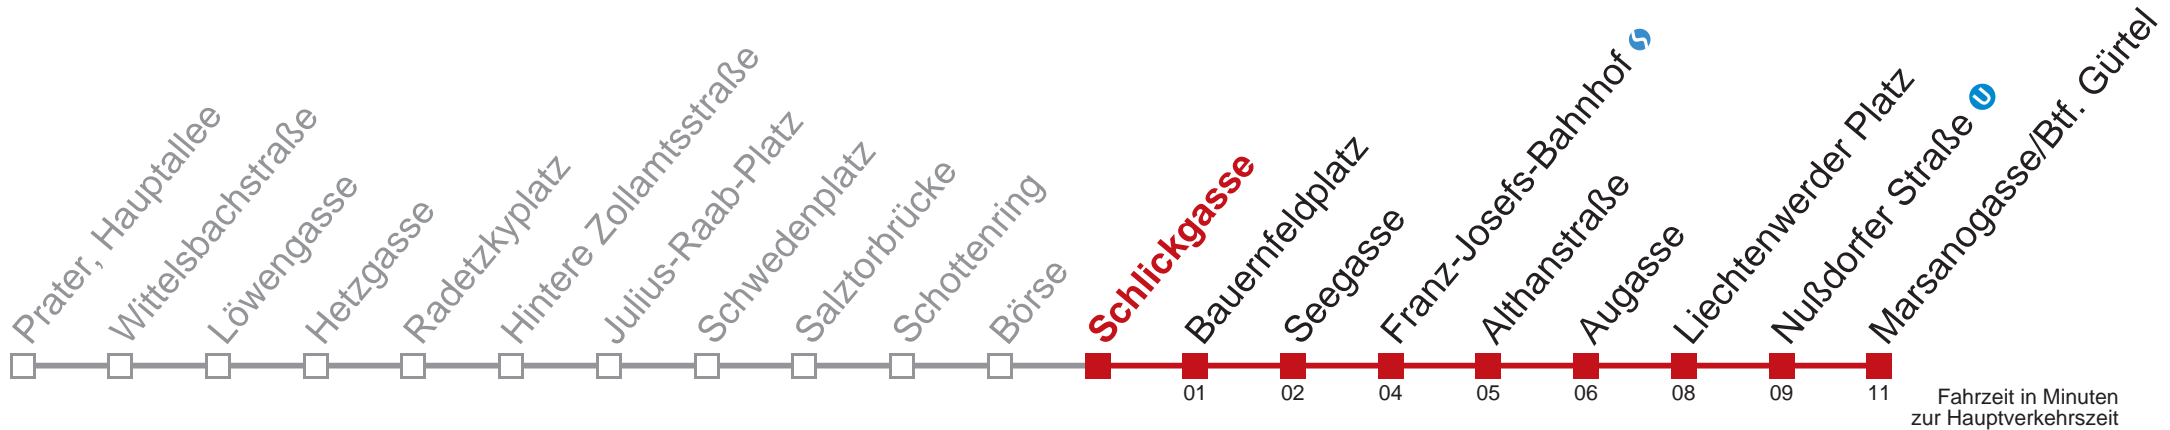 Prater, Hauptallee
Wittelsbachstraße
Löwengasse
Hetzgasse
Radetzkyplatz
Hintere Zollamtsstraße
Julius-Raab-Platz
Schwedenplatz
Salztorbrücke
Schottenring
Börse
Schlickgasse
Bauernfeldplatz
Seegasse
Franz-Josefs-Bahnhof S
Althanstraße
Augasse
Liechtenwerder Platz
Nußdorfer Straße U
Marsanogasse/Btf. Gürtel
01 02 04 05 06 08 09 11
Fahrzeit in Minuten
zur Hauptverkehrszeit